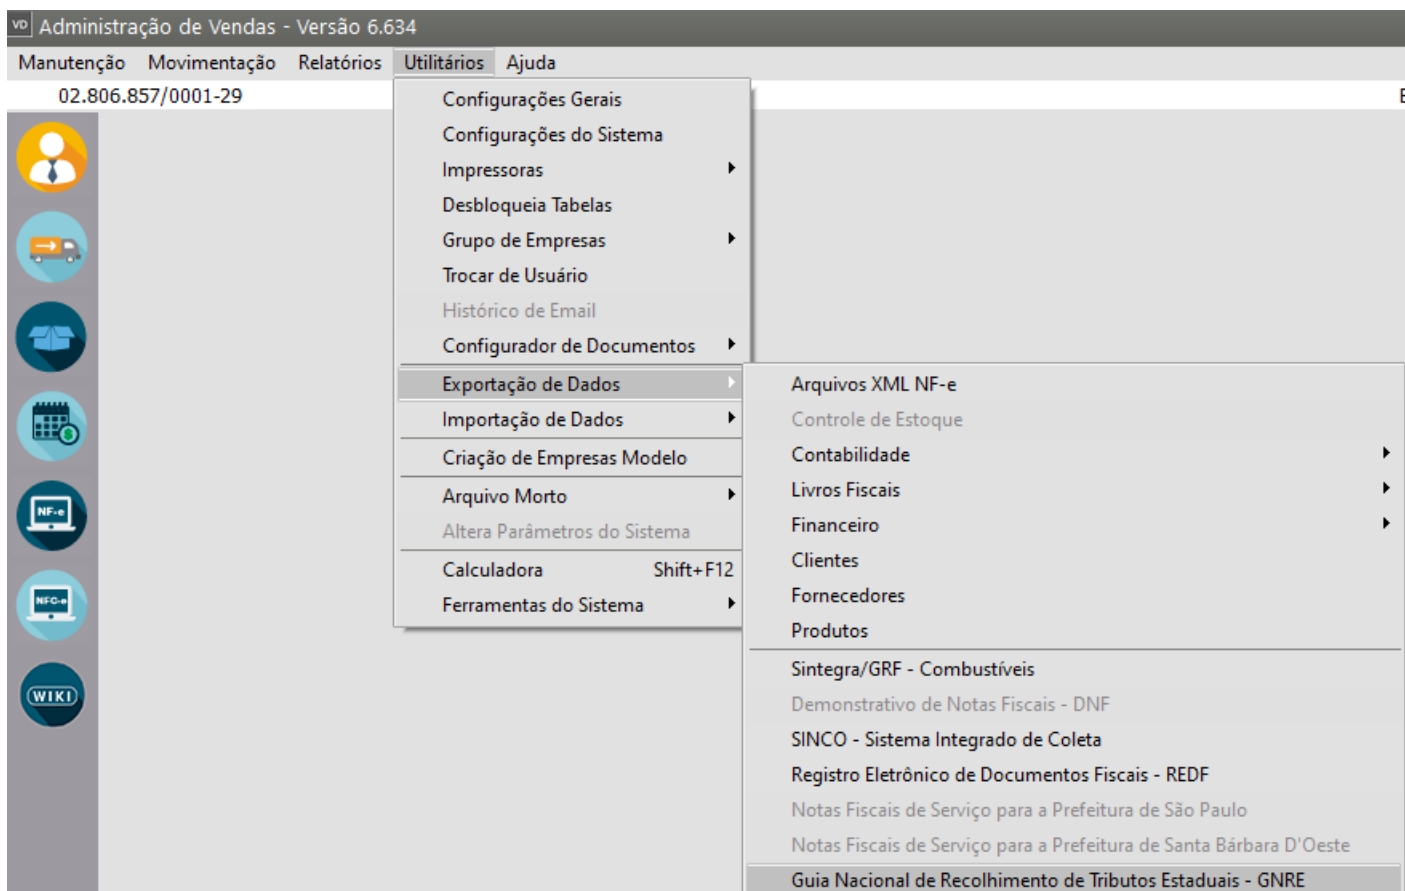 VD Administração de Vendas - Versão 6.634
Manutenção Movimentação Relatórios Utilitários Ajuda
02.806.857/0001-29
Configurações Gerais
Configurações do Sistema
Impressoras
Desbloqueia Tabelas
Grupo de Empresas
Trocar de Usuário
Histórico de Email
Configurador de Documentos
Exportação de Dados
Importação de Dados
Criação de Empresas Modelo
Arquivo Morto
Altera Parâmetros do Sistema
Calculadora Shift+F12
Ferramentas do Sistema
Arquivos XML NF-e
Controle de Estoque
Contabilidade
Livros Fiscais
Financeiro
Clientes
Fornecedores
Produtos
Sintegra/GRF - Combustíveis
Demonstrativo de Notas Fiscais - DNF
SINCO - Sistema Integrado de Coleta
Registro Eletrônico de Documentos Fiscais - REDF
Notas Fiscais de Serviço para a Prefeitura de São Paulo
Notas Fiscais de Serviço para a Prefeitura de Santa Bárbara D'Oeste
Guia Nacional de Recolhimento de Tributos Estaduais - GNRE
NF-e
NFC-e
WIKI